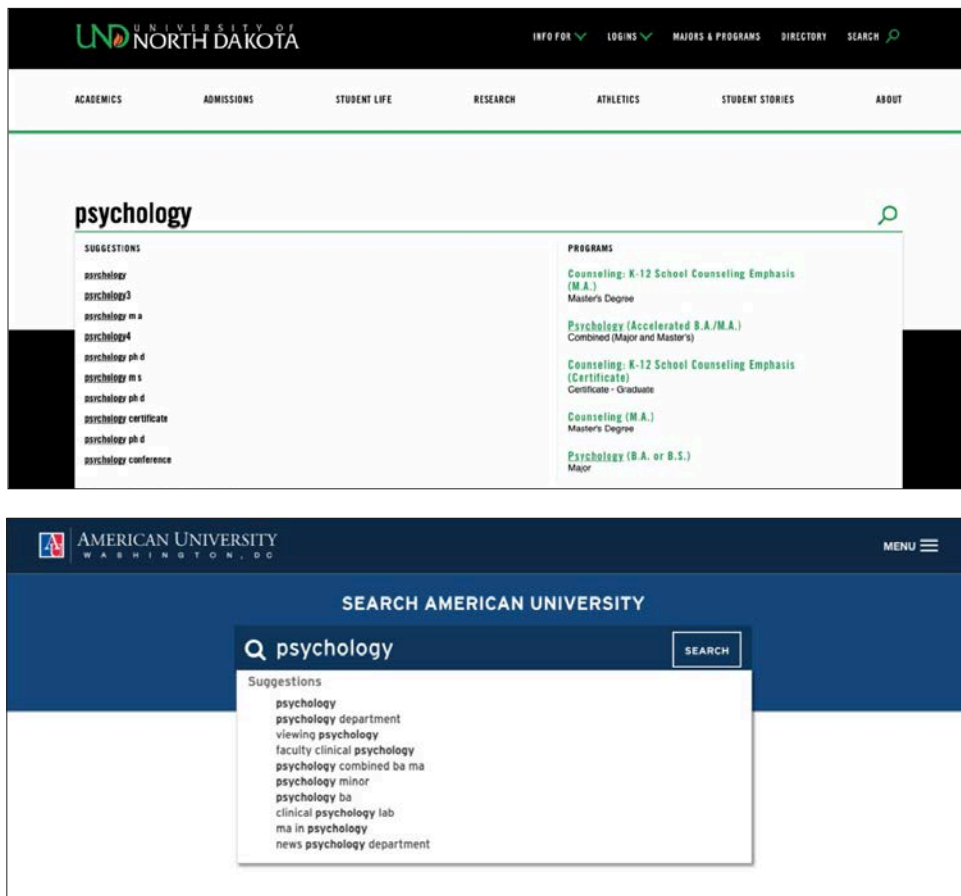 UND UNIVERSITY OF
NORTH DAKOTA
INFO FOR LOGINS MAJORS & PROGRAMS DIRECTORY SEARCH
ACADEMICS ADMISSIONS STUDENT LIFE RESEARCH ATHLETICS STUDENT STORIES ABOUT
psychology
SUGGESTIONS
psychology
psychology3
psychology m a
psychology4
psychology ph d
psychology m s
psychology ph d
psychology certificate
psychology ph d
psychology conference
PROGRAMS
Counseling: K-12 School Counseling Emphasis
(M.A.)
Master's Degree
Psychology (Accelerated B.A./M.A.)
Combined (Major and Master's)
Counseling: K-12 School Counseling Emphasis
(Certificate)
Certificate - Graduate
Counseling (M.A.)
Master's Degree
Psychology (B.A. or B.S.)
Major
AU AMERICAN UNIVERSITY
WASHINGTON, DC
MENU
SEARCH AMERICAN UNIVERSITY
psychology SEARCH
Suggestions
psychology
psychology department
viewing psychology
faculty clinical psychology
psychology combined ba ma
psychology minor
psychology ba
clinical psychology lab
ma in psychology
news psychology department